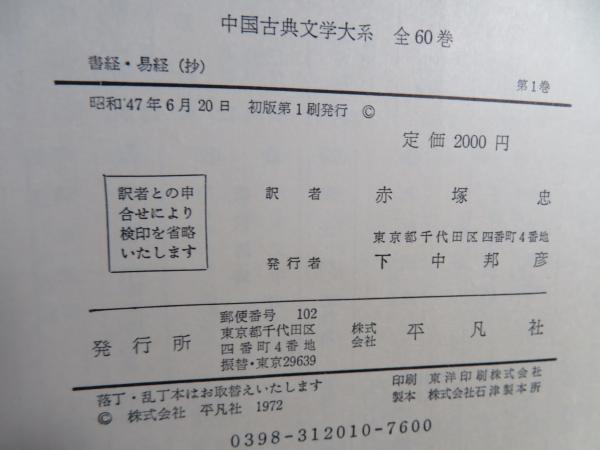 中国古典文学大系　全60巻
書経・易経（抄）　第1巻
昭和'47年6月20日　初版第1刷発行 ©
定価 2000円
訳者との申
合せにより
検印を省略
いたします
訳者　赤塚　忠
東京都千代田区四番町4番地
発行者　下中邦彦
発行所
郵便番号　102
東京都千代田区
四番町4番地
振替・東京29639
株式
会社
平凡社
落丁・乱丁本はお取替えいたします
© 株式会社　平凡社　1972
印刷　東洋印刷株式会社
製本　株式会社石津製本所
0398-312010-7600